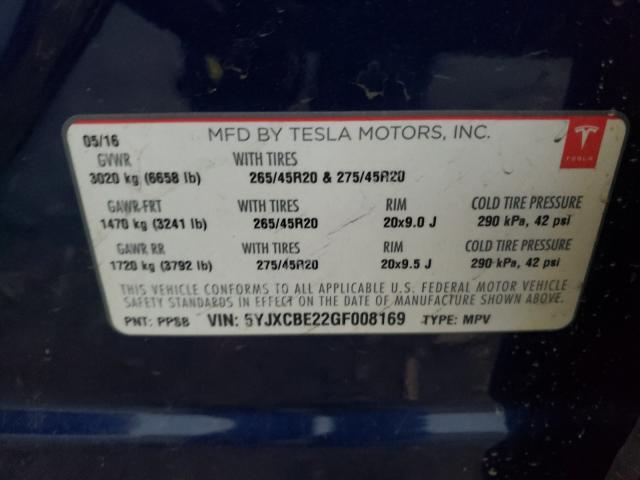 05/16 MFD BY TESLA MOTORS, INC.
GVWR WITH TIRES
3020 kg (6658 lb) 265/45R20 & 275/45R20
GAWR-FRT WITH TIRES RIM COLD TIRE PRESSURE
1470 kg (3241 lb) 265/45R20 20x9.0 J 290 kPa, 42 psi
GAWR RR WITH TIRES RIM COLD TIRE PRESSURE
1720 kg (3792 lb) 275/45R20 20x9.5 J 290 kPa, 42 psi
THIS VEHICLE CONFORMS TO ALL APPLICABLE U.S. FEDERAL MOTOR VEHICLE
SAFETY STANDARDS IN EFFECT ON THE DATE OF MANUFACTURE SHOWN ABOVE.
PNT: PPSB VIN: 5YJXCBE22GF008169 TYPE: MPV
TESLA